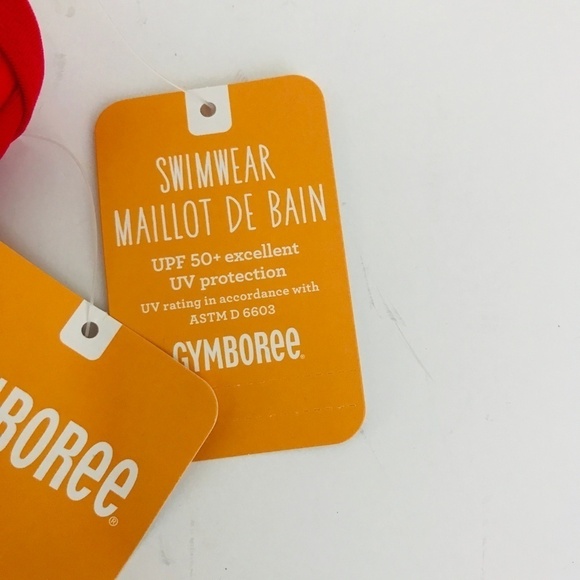 SWIMWEAR
MAILLOT DE BAIN
UPF 50+ excellent
UV protection
UV rating in accordance with
ASTM D 6603
GYMBOREE®
BOREE®